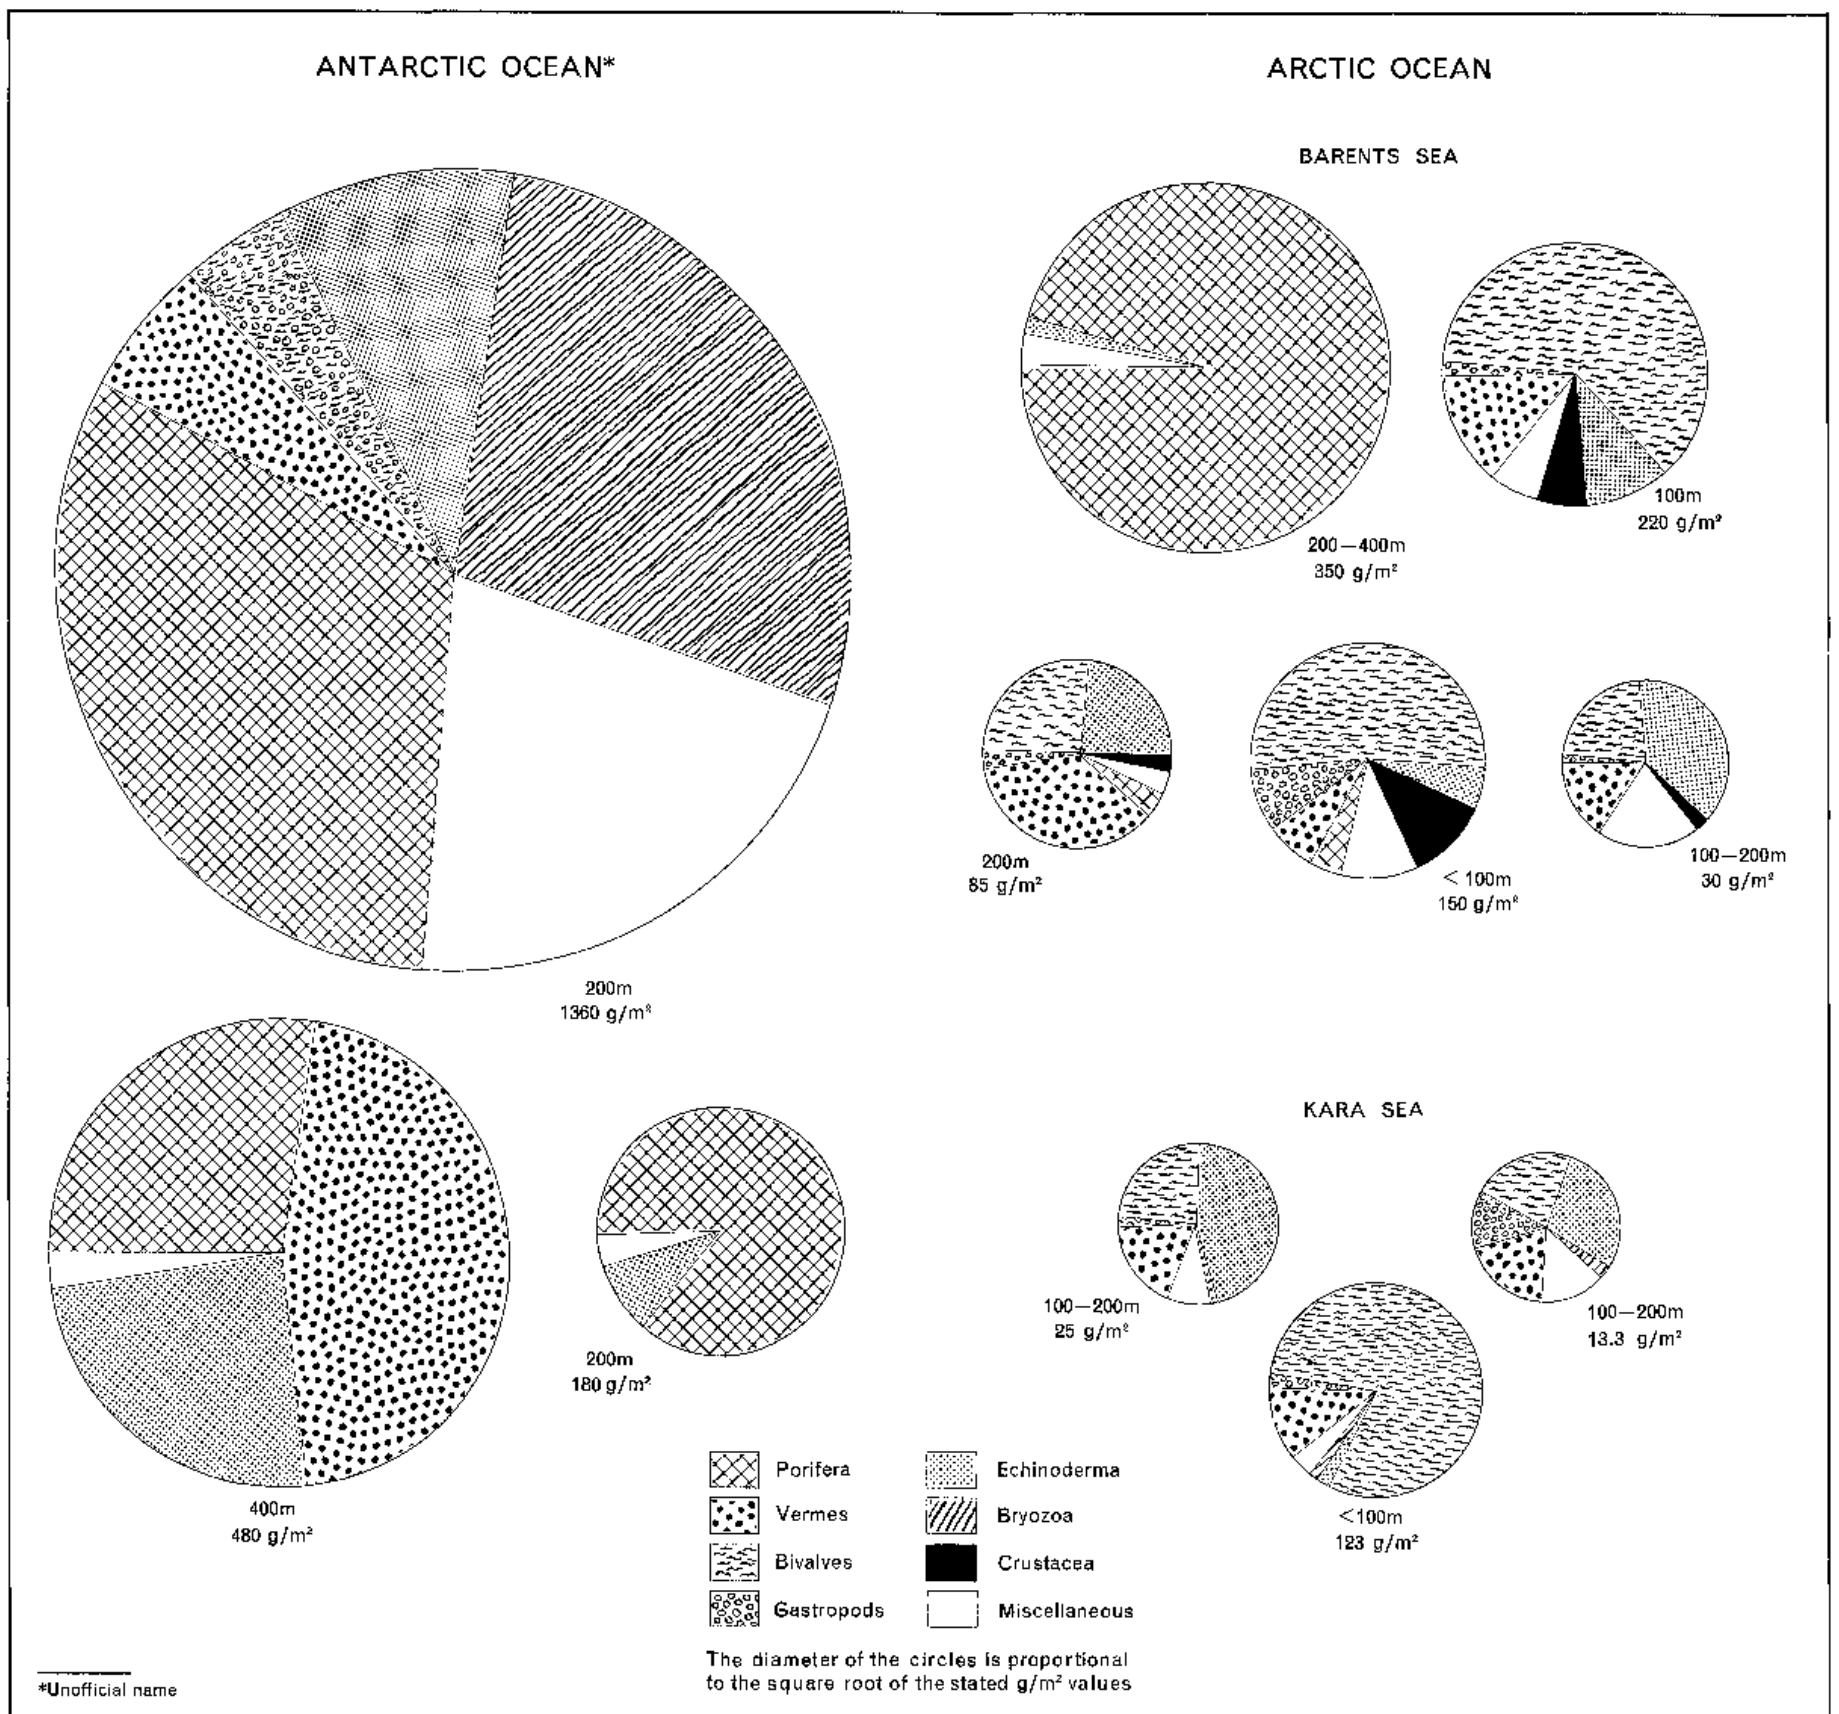 ANTARCTIC OCEAN*
200m
1360 g/m²
400m
480 g/m²
200m
180 g/m²
ARCTIC OCEAN
BARENTS SEA
200—400m
350 g/m²
100m
220 g/m²
200m
85 g/m²
< 100m
150 g/m²
100—200m
30 g/m²
KARA SEA
100—200m
25 g/m²
100—200m
13.3 g/m²
<100m
123 g/m²
Porifera
Vermes
Bivalves
Gastropods
Echinoderma
Bryozoa
Crustacea
Miscellaneous
The diameter of the circles is proportional
to the square root of the stated g/m² values
*Unofficial name